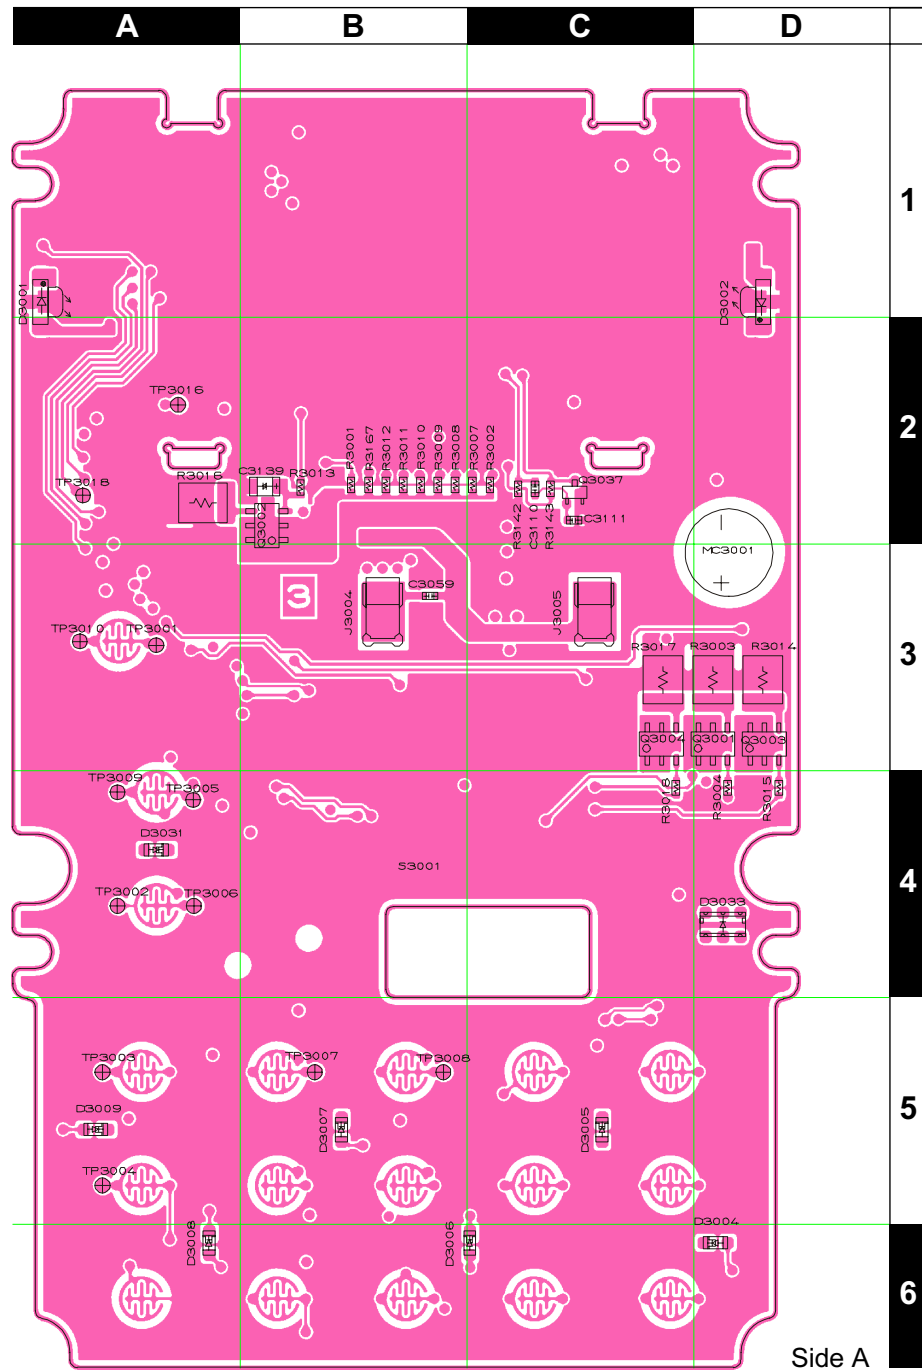 A B C D
1
D3001
D3002
TP3016
2
R3001
R3167
R3012
R3011
R3010
R3009
R3008
R3007
R3002
R3016
C3139
R3013
Q3037
TP3018
Q3002
R3142
C3110
R3143
C3111
MC3001
3
J3004
C3059
J3005
TP3010
TP3001
3
R3017
R3003
R3014
Q3004
Q3001
Q3003
TP3009
TP3005
R3018
R3004
R3015
D3031
S3001
4
TP3002
TP3006
D3033
TP3003
TP3007
TP3008
D3009
D3007
D3005
5
TP3004
D3008
D3006
D3004
6
Side A